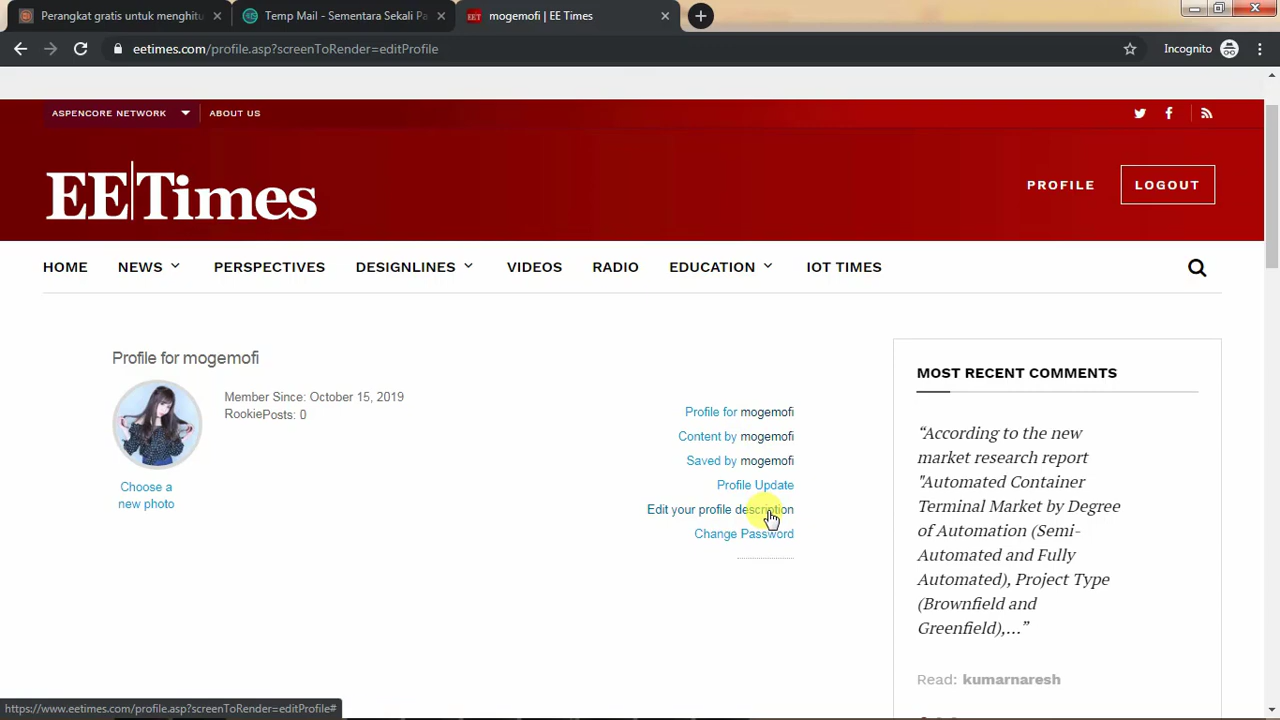 Perangkat gratis untuk menghitu
Temp Mail - Sementara Sekali Pa
EET
mogemofi | EE Times
eetimes.com/profile.asp?screenToRender=editProfile
Incognito
ASPENCORE NETWORK
ABOUT US
EETimes
PROFILE
LOGOUT
HOME
NEWS
PERSPECTIVES
DESIGNLINES
VIDEOS
RADIO
EDUCATION
IOT TIMES
Profile for mogemofi
Member Since: October 15, 2019
RookiePosts: 0
Choose a
new photo
Profile for mogemofi
Content by mogemofi
Saved by mogemofi
Profile Update
Edit your profile description
Change Password
MOST RECENT COMMENTS
“According to the new
market research report
"Automated Container
Terminal Market by Degree
of Automation (Semi-
Automated and Fully
Automated), Project Type
(Brownfield and
Greenfield),…”
Read: kumarnaresh
https://www.eetimes.com/profile.asp?screenToRender=editProfile#